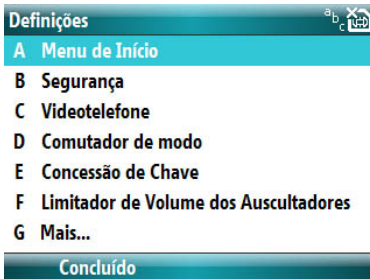 Definições abc
A Menu de Início
B Segurança
C Videotelefone
D Comutador de modo
E Concessão de Chave
F Limitador de Volume dos Auscultadores
G Mais...
Concluído